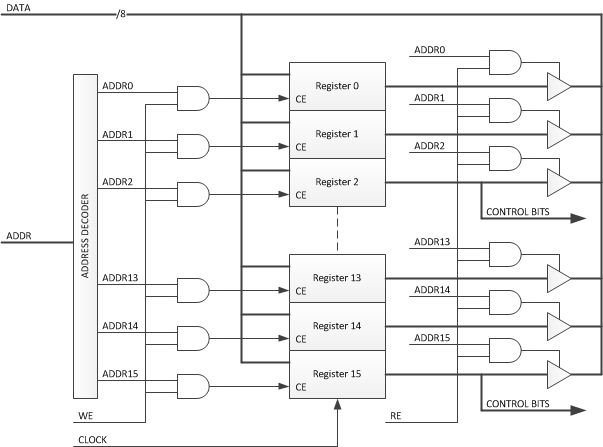 DATA
/8
ADDR0
ADDR0
Register 0
CE
ADDR1
ADDR1
Register 1
CE
ADDR2
ADDR2
Register 2
CE
CONTROL BITS
ADDR
ADDRESS DECODER
ADDR13
ADDR13
Register 13
CE
ADDR14
ADDR14
Register 14
CE
ADDR15
ADDR15
Register 15
CE
CONTROL BITS
WE
RE
CLOCK